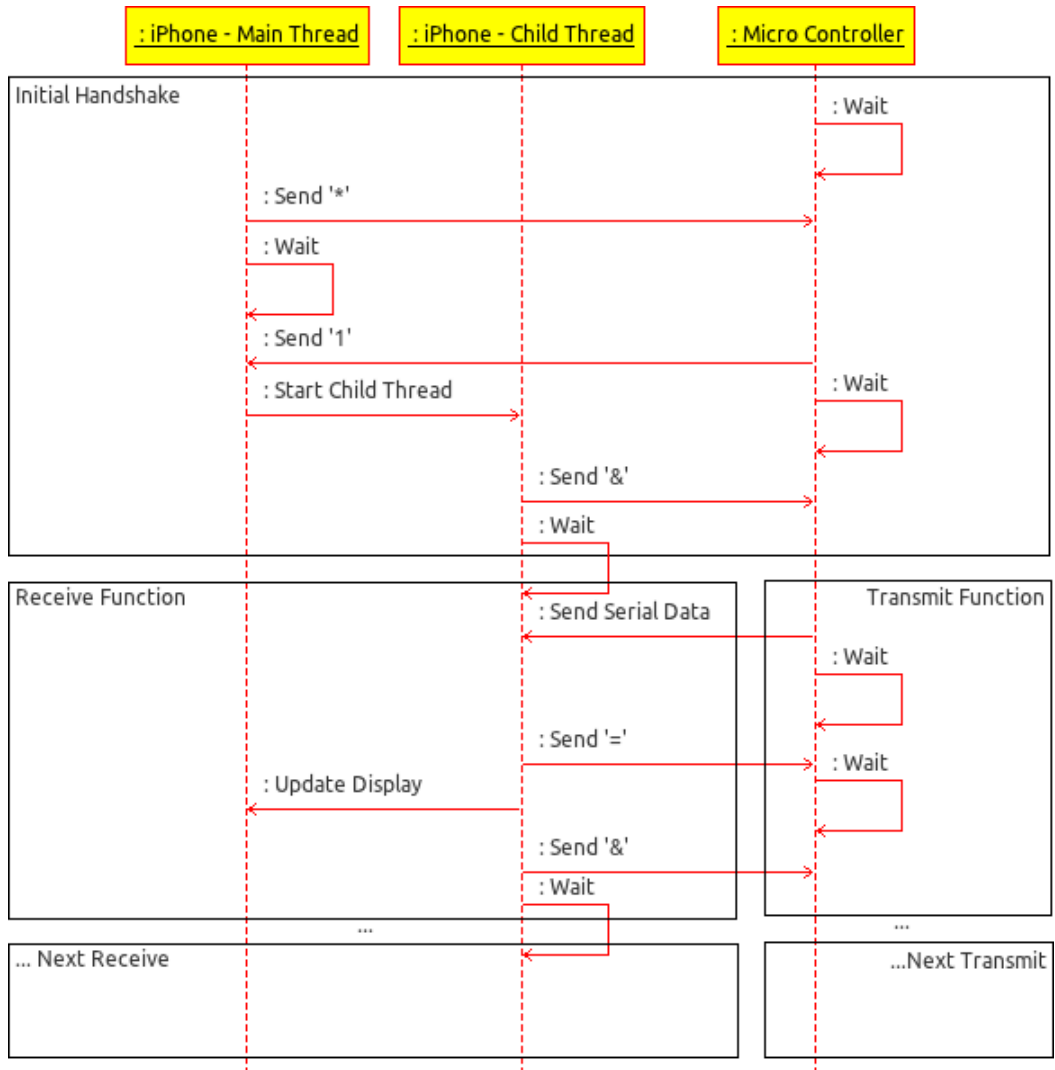 : iPhone - Main Thread
: iPhone - Child Thread
: Micro Controller
Initial Handshake
: Wait
: Send '*'
: Wait
: Send '1'
: Wait
: Start Child Thread
: Send '&'
: Wait
Receive Function
Transmit Function
: Send Serial Data
: Wait
: Send '='
: Wait
: Update Display
: Send '&'
: Wait
...
...
... Next Receive
...Next Transmit